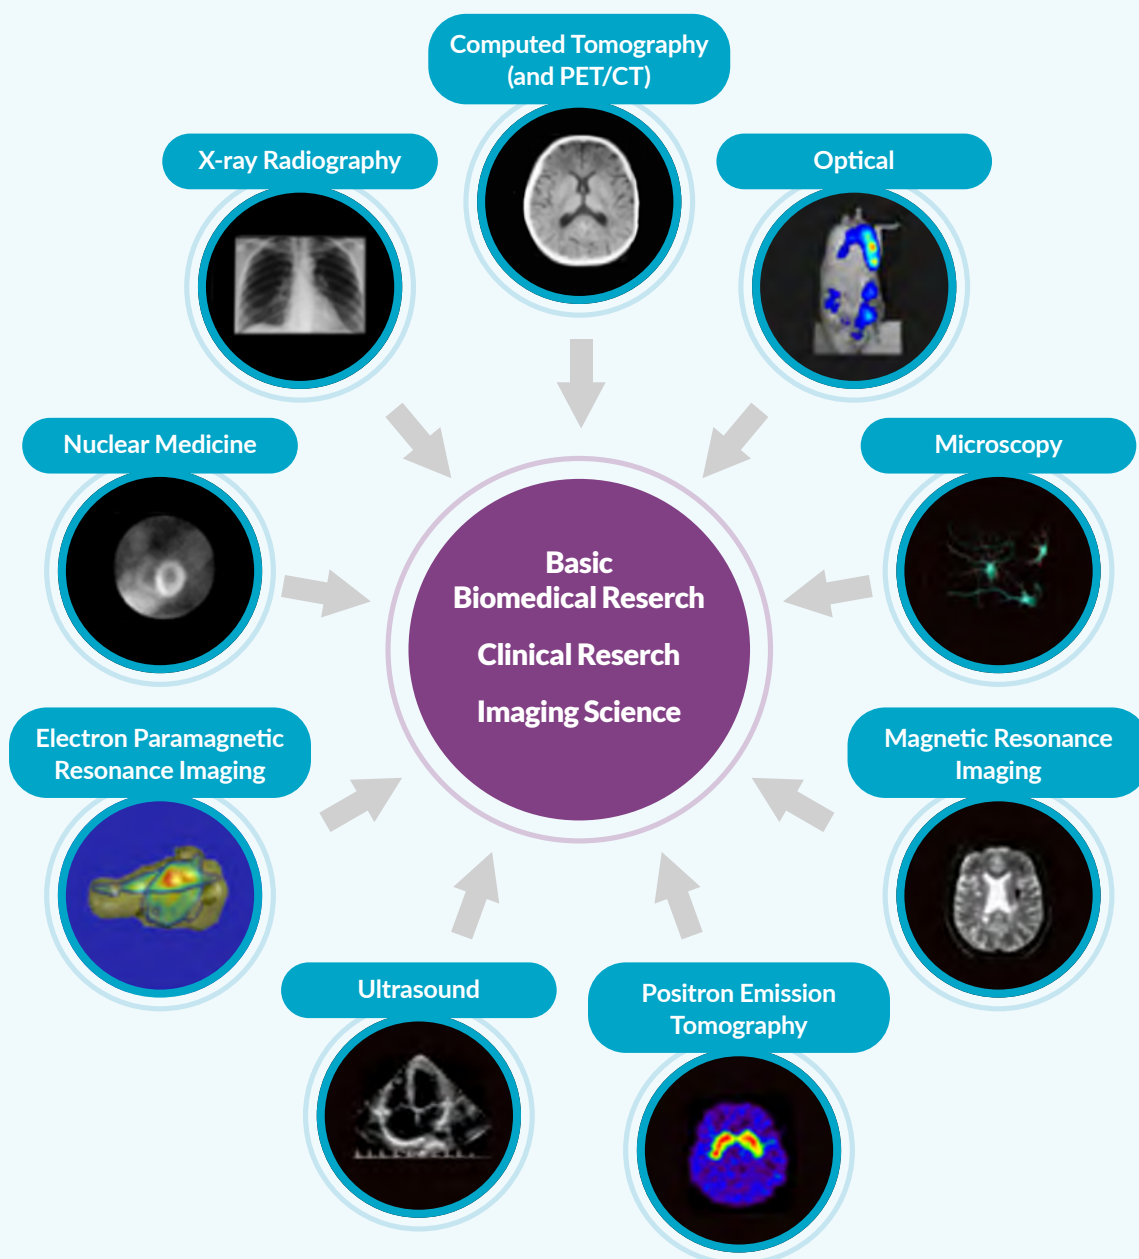 Computed Tomography
(and PET/CT)
X-ray Radiography
Optical
Nuclear Medicine
Microscopy
Basic
Biomedical Reserch
Clinical Reserch
Imaging Science
Electron Paramagnetic
Resonance Imaging
Magnetic Resonance
Imaging
Ultrasound
Positron Emission
Tomography